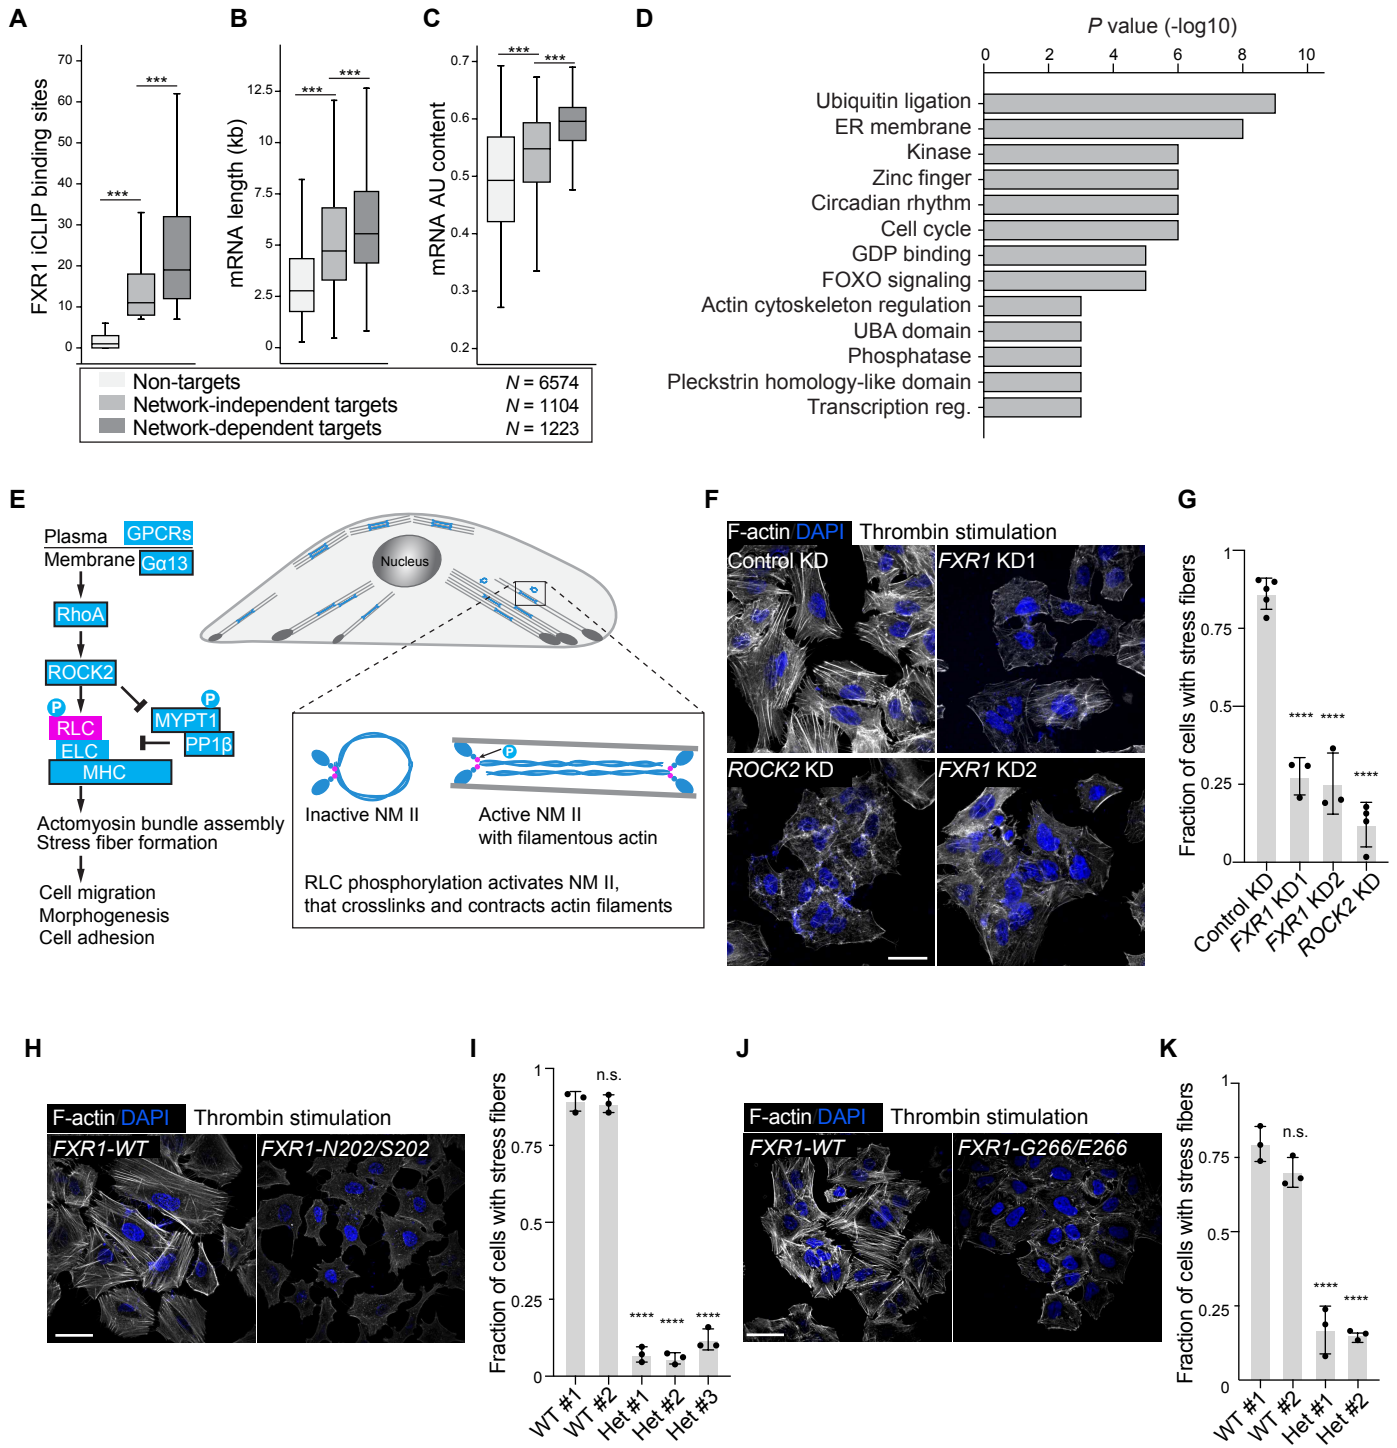 A
B
C
D
FXR1 iCLIP binding sites
70
60
50
40
30
20
10
0
***
***
mRNA length (kb)
12.5
10
7.5
5
2.5
0
***
***
mRNA AU content
0.7
0.6
0.5
0.4
0.3
0.2
***
***
Non-targets N = 6574
Network-independent targets N = 1104
Network-dependent targets N = 1223
P value (-log10)
0 2 4 6 8 10
Ubiquitin ligation
ER membrane
Kinase
Zinc finger
Circadian rhythm
Cell cycle
GDP binding
FOXO signaling
Actin cytoskeleton regulation
UBA domain
Phosphatase
Pleckstrin homology-like domain
Transcription reg.
E
Plasma
Membrane
GPCRs
Gα13
RhoA
ROCK2
P
RLC
ELC
MHC
P
MYPT1
PP1β
Actomyosin bundle assembly
Stress fiber formation
Cell migration
Morphogenesis
Cell adhesion
Nucleus
P
Inactive NM II
Active NM II
with filamentous actin
RLC phosphorylation activates NM II,
that crosslinks and contracts actin filaments
F
F-actin/DAPI Thrombin stimulation
Control KD
FXR1 KD1
ROCK2 KD
FXR1 KD2
G
Fraction of cells with stress fibers
1
0.75
0.5
0.25
0
****
****
****
Control KD
FXR1 KD1
FXR1 KD2
ROCK2 KD
H
F-actin/DAPI Thrombin stimulation
FXR1-WT
FXR1-N202/S202
I
Fraction of cells with stress fibers
1
0.75
0.5
0.25
0
n.s.
****
****
****
WT #1
WT #2
Het #1
Het #2
Het #3
J
F-actin/DAPI Thrombin stimulation
FXR1-WT
FXR1-G266/E266
K
Fraction of cells with stress fibers
1
0.75
0.5
0.25
0
n.s.
****
****
WT #1
WT #2
Het #1
Het #2